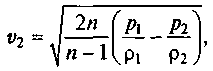 v₂ = √(2n/(n−1) (p₁/ρ₁ − p₂/ρ₂)),